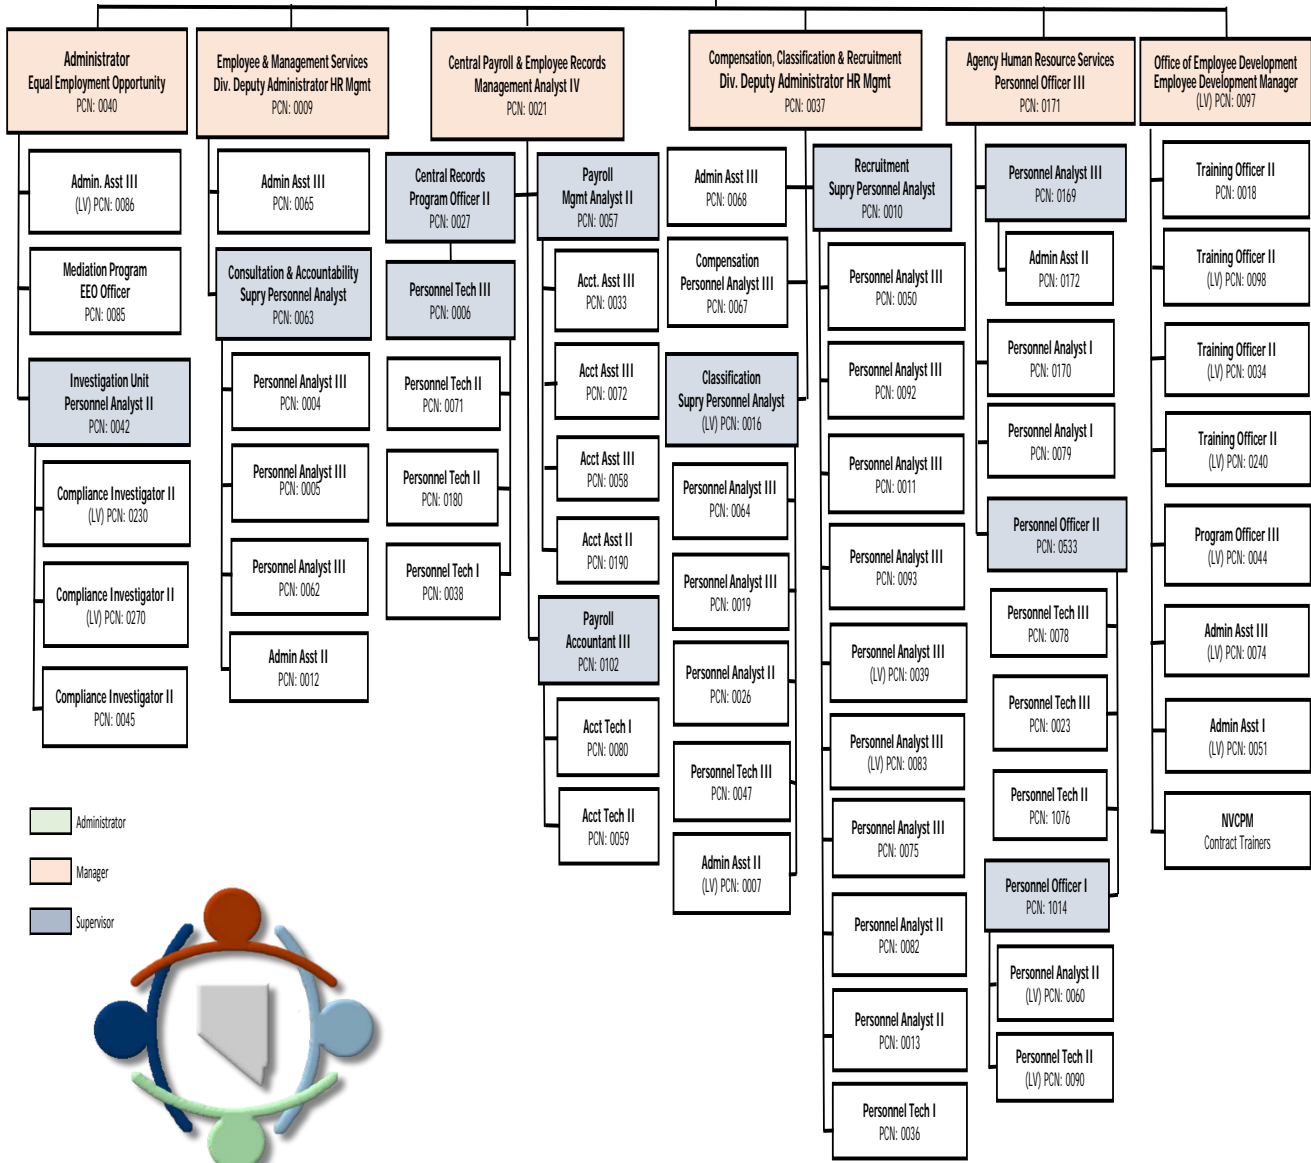 Administrator
Equal Employment Opportunity
PCN: 0040
Admin. Asst III
(LV) PCN: 0086
Mediation Program
EEO Officer
PCN: 0085
Investigation Unit
Personnel Analyst II
PCN: 0042
Compliance Investigator II
(LV) PCN: 0230
Compliance Investigator II
(LV) PCN: 0270
Compliance Investigator II
PCN: 0045
Employee & Management Services
Div. Deputy Administrator HR Mgmt
PCN: 0009
Admin Asst III
PCN: 0065
Consultation & Accountability
Supry Personnel Analyst
PCN: 0063
Personnel Analyst III
PCN: 0004
Personnel Analyst III
PCN: 0005
Personnel Analyst III
PCN: 0062
Admin Asst II
PCN: 0012
Central Payroll & Employee Records
Management Analyst IV
PCN: 0021
Central Records
Program Officer II
PCN: 0027
Personnel Tech III
PCN: 0006
Personnel Tech II
PCN: 0071
Personnel Tech II
PCN: 0180
Personnel Tech I
PCN: 0038
Payroll
Mgmt Analyst II
PCN: 0057
Acct. Asst III
PCN: 0033
Acct Asst III
PCN: 0072
Acct Asst III
PCN: 0058
Acct Asst II
PCN: 0190
Payroll
Accountant III
PCN: 0102
Acct Tech I
PCN: 0080
Acct Tech II
PCN: 0059
Compensation, Classification & Recruitment
Div. Deputy Administrator HR Mgmt
PCN: 0037
Admin Asst III
PCN: 0068
Compensation
Personnel Analyst III
PCN: 0067
Classification
Supry Personnel Analyst
(LV) PCN: 0016
Personnel Analyst III
PCN: 0064
Personnel Analyst III
PCN: 0019
Personnel Analyst II
PCN: 0026
Personnel Tech III
PCN: 0047
Admin Asst II
(LV) PCN: 0007
Recruitment
Supry Personnel Analyst
PCN: 0010
Personnel Analyst III
PCN: 0050
Personnel Analyst III
PCN: 0092
Personnel Analyst III
PCN: 0011
Personnel Analyst III
PCN: 0093
Personnel Analyst III
(LV) PCN: 0039
Personnel Analyst III
(LV) PCN: 0083
Personnel Analyst III
PCN: 0075
Personnel Analyst II
PCN: 0082
Personnel Analyst II
PCN: 0013
Personnel Tech I
PCN: 0036
Agency Human Resource Services
Personnel Officer III
PCN: 0171
Personnel Analyst III
PCN: 0169
Admin Asst II
PCN: 0172
Personnel Analyst I
PCN: 0170
Personnel Analyst I
PCN: 0079
Personnel Officer II
PCN: 0533
Personnel Tech III
PCN: 0078
Personnel Tech III
PCN: 0023
Personnel Tech II
PCN: 1076
Personnel Officer I
PCN: 1014
Personnel Analyst II
(LV) PCN: 0060
Personnel Tech II
(LV) PCN: 0090
Office of Employee Development
Employee Development Manager
(LV) PCN: 0097
Training Officer II
PCN: 0018
Training Officer II
(LV) PCN: 0098
Training Officer II
(LV) PCN: 0034
Training Officer II
(LV) PCN: 0240
Program Officer III
(LV) PCN: 0044
Admin Asst III
(LV) PCN: 0074
Admin Asst I
(LV) PCN: 0051
NVCPM
Contract Trainers
Administrator
Manager
Supervisor